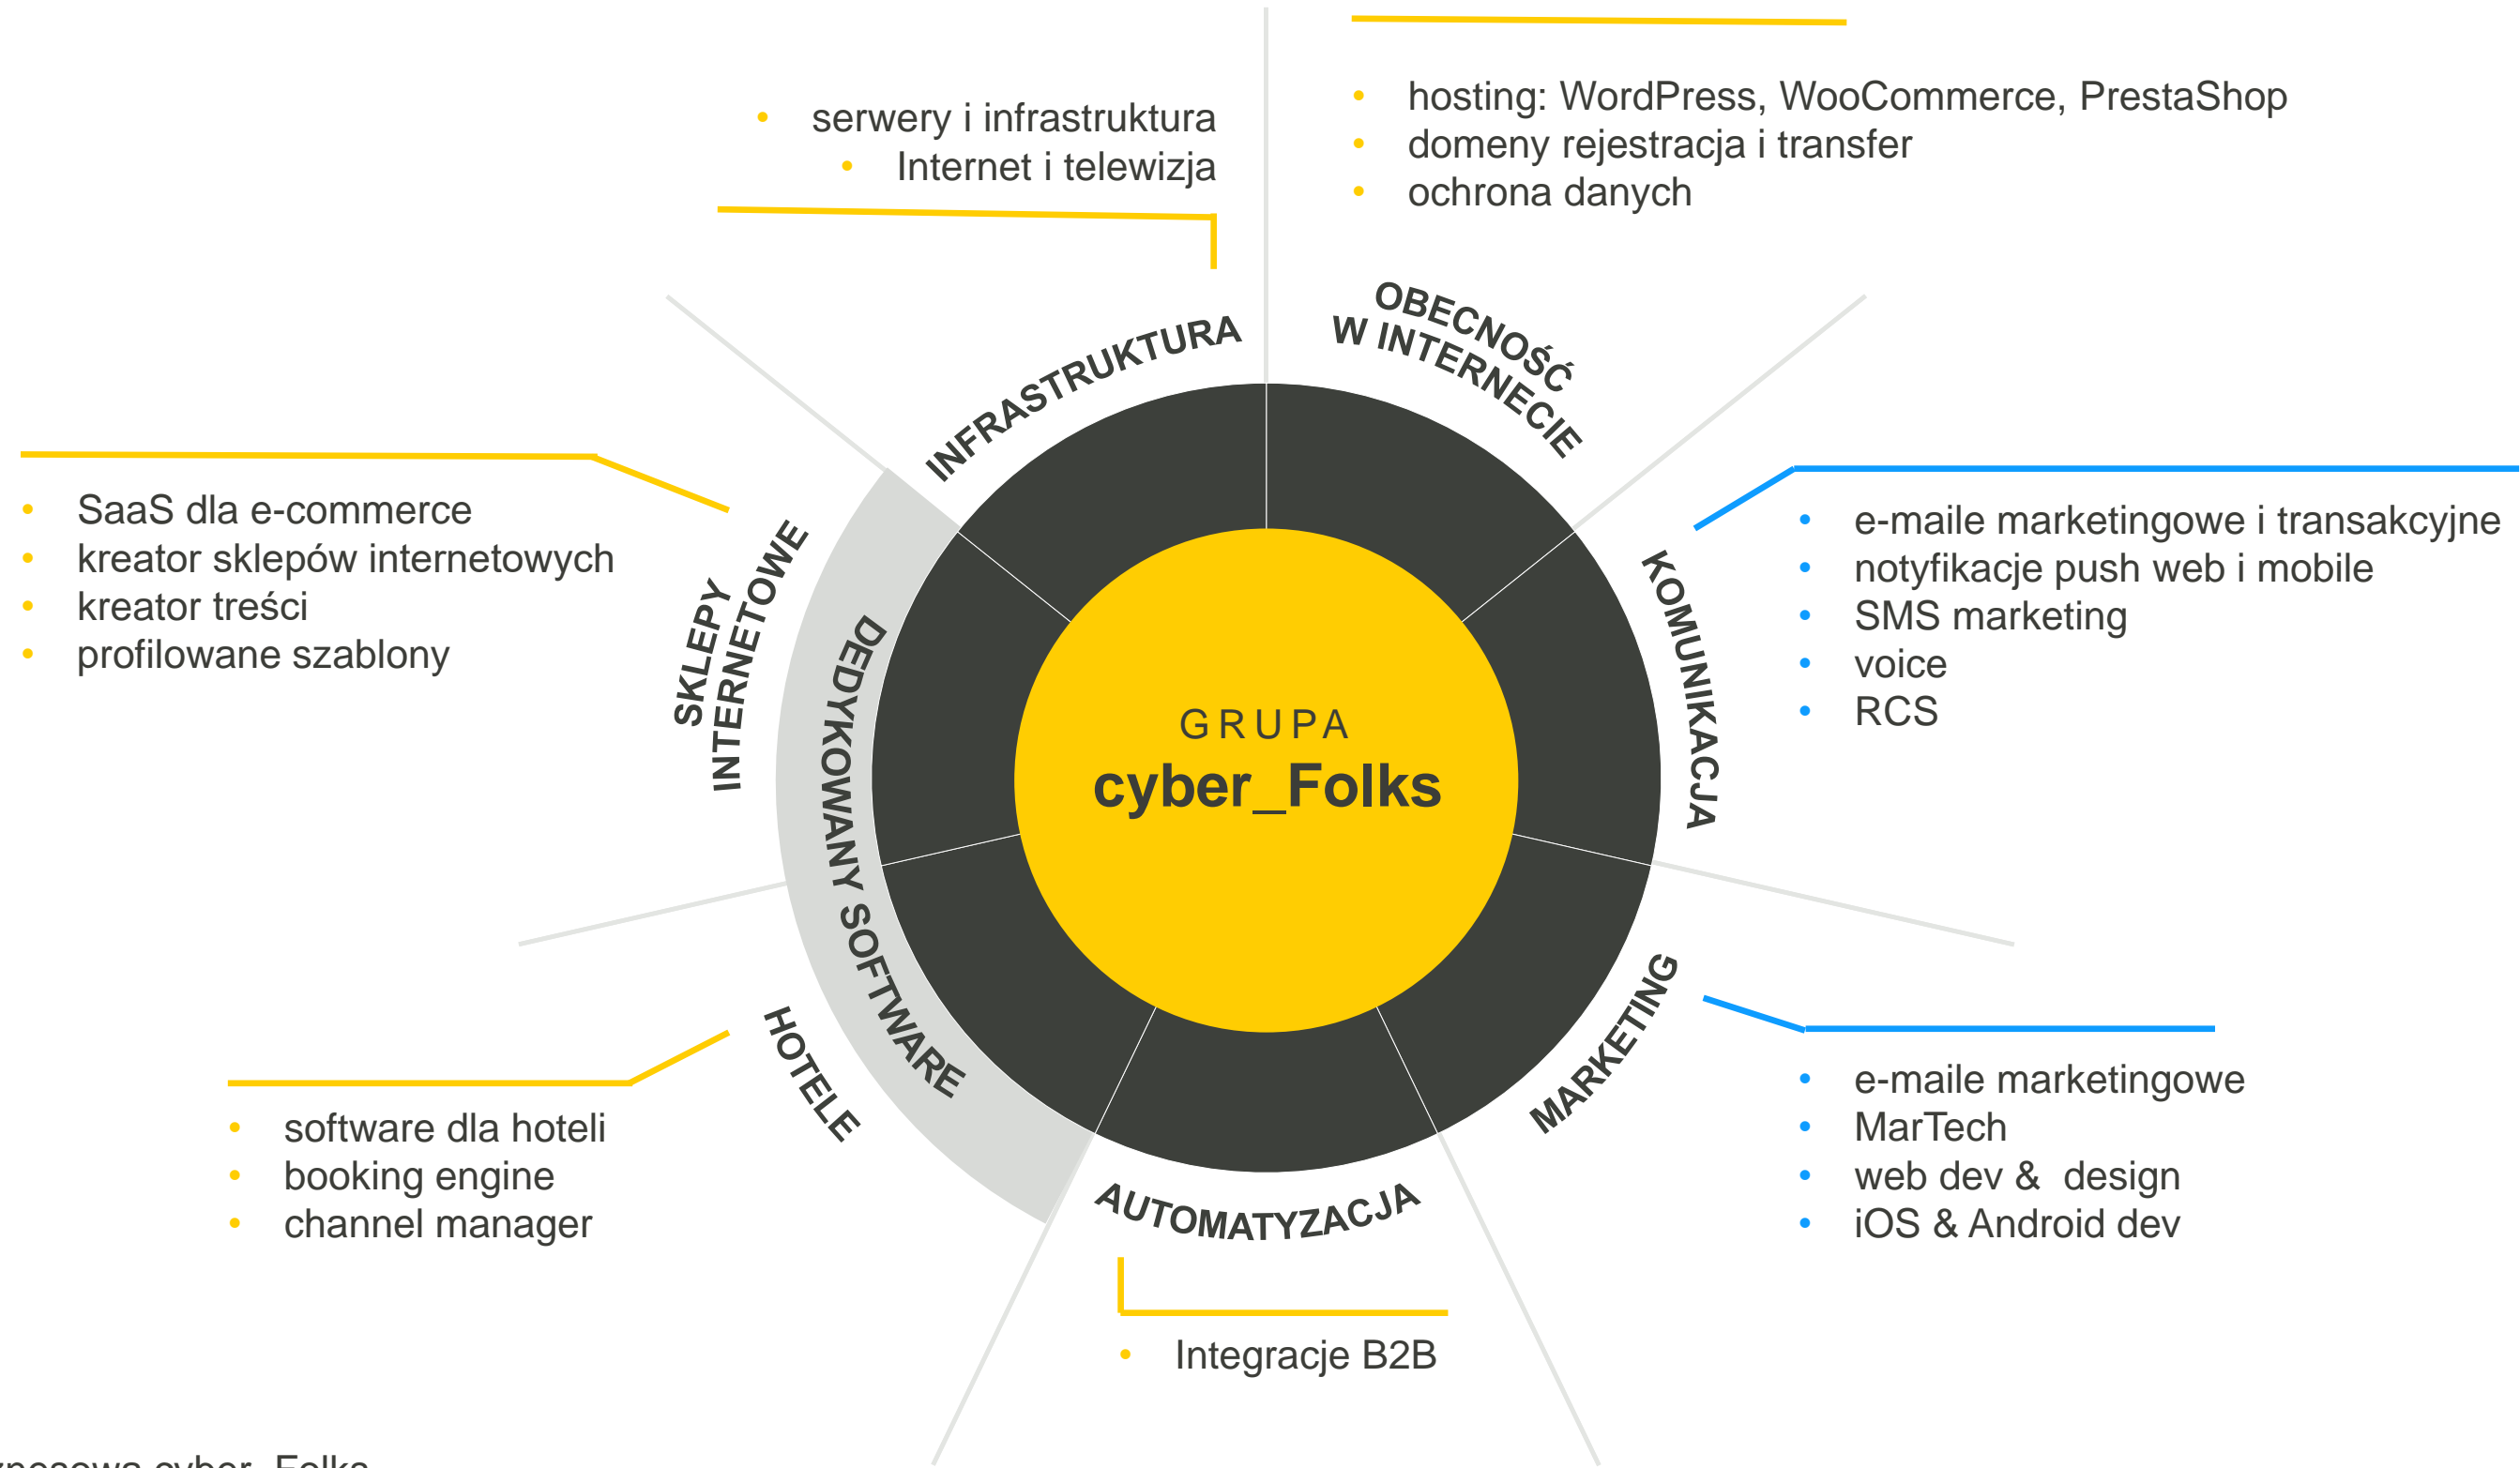 serwery i infrastruktura
Internet i telewizja
hosting: WordPress, WooCommerce, PrestaShop
domeny rejestracja i transfer
ochrona danych
INFRASTRUKTURA
OBECNOŚĆ
W INTERNECIE
SaaS dla e-commerce
kreator sklepów internetowych
kreator treści
profilowane szablony
SKLEPY
INTERNETOWE
DEDYKOWANY SOFTWARE
GRUPA
cyber_Folks
KOMUNIKACJA
e-maile marketingowe i transakcyjne
notyfikacje push web i mobile
SMS marketing
voice
RCS
HOTELE
software dla hoteli
booking engine
channel manager
MARKETING
e-maile marketingowe
MarTech
web dev &  design
iOS & Android dev
AUTOMATYZACJA
Integracje B2B
cyber_Folks